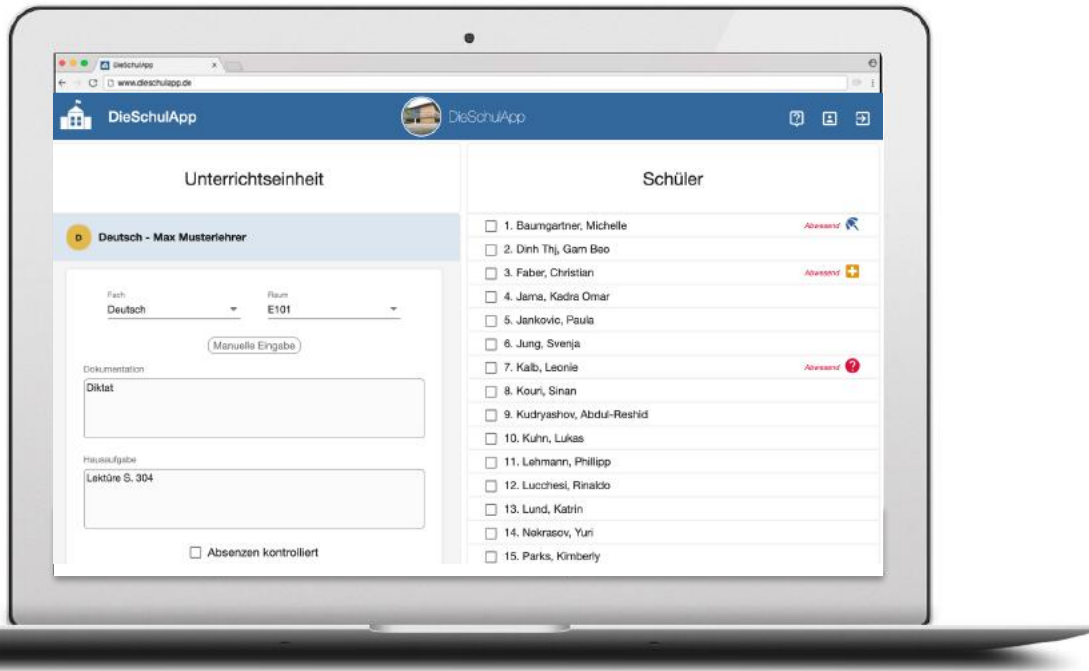 DieSchulApp
www.dieschulapp.de
DieSchulApp
DieSchulApp
Unterrichtseinheit
D
Deutsch - Max Musterlehrer
Fach
Raum
Deutsch
E101
Manuelle Eingabe
Dokumentation
Diktat
Hausaufgabe
Lektüre S. 304
Absenzen kontrolliert
Schüler
1. Baumgartner, Michelle
Abwesend
2. Dinh Thj, Gam Beo
3. Faber, Christian
Abwesend
4. Jama, Kadra Omar
5. Jankovic, Paula
6. Jung, Svenja
7. Kalb, Leonie
Abwesend
8. Kouri, Sinan
9. Kudryashov, Abdul-Reshid
10. Kuhn, Lukas
11. Lehmann, Phillipp
12. Lucchesi, Rinaldo
13. Lund, Katrin
14. Nekrasov, Yuri
15. Parks, Kimberly